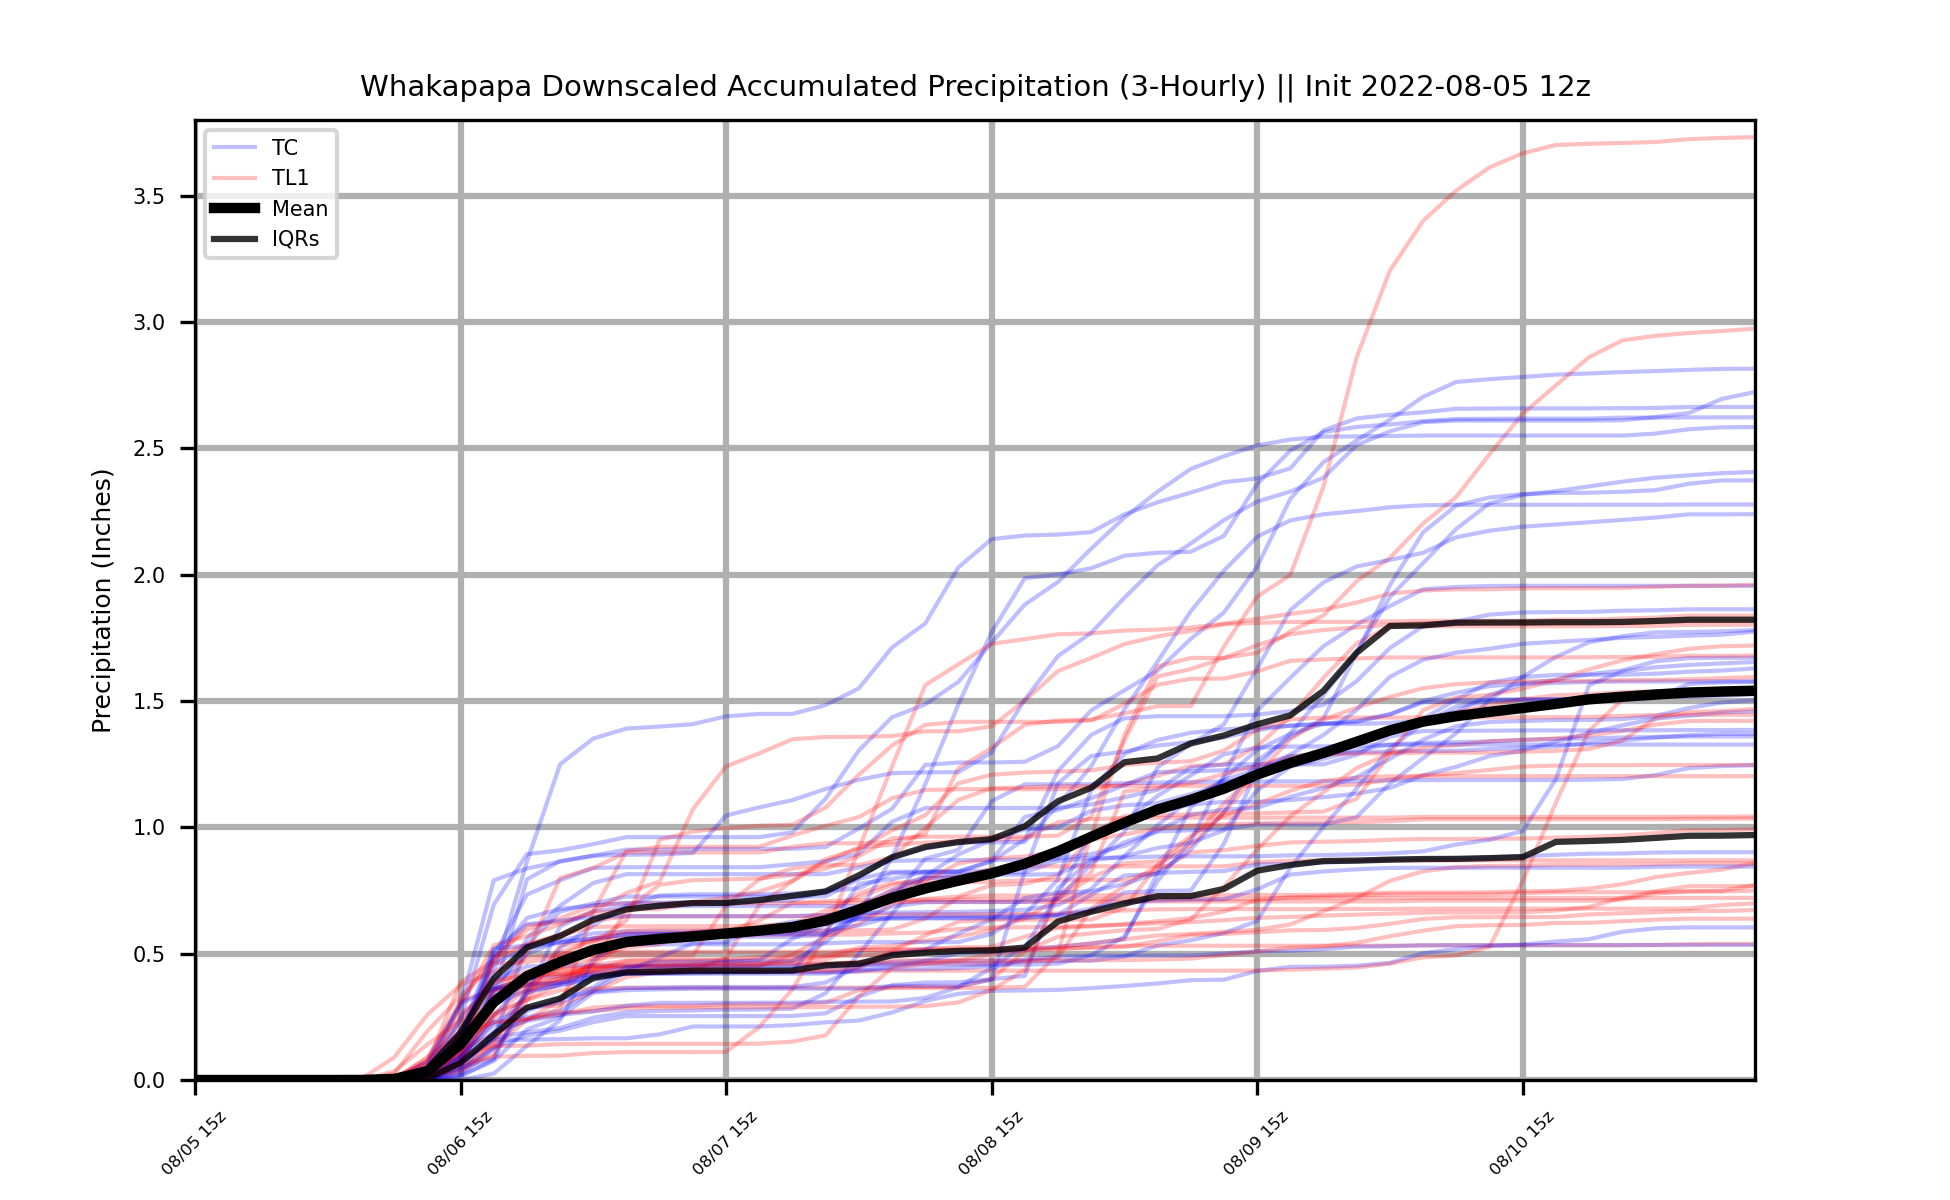 Whakapapa Downscaled Accumulated Precipitation (3-Hourly) || Init 2022-08-05 12z
TC
TL1
Mean
IQRs
Precipitation (Inches)
3.5
3.0
2.5
2.0
1.5
1.0
0.5
0.0
08/05 15z
08/06 15z
08/07 15z
08/08 15z
08/09 15z
08/10 15z